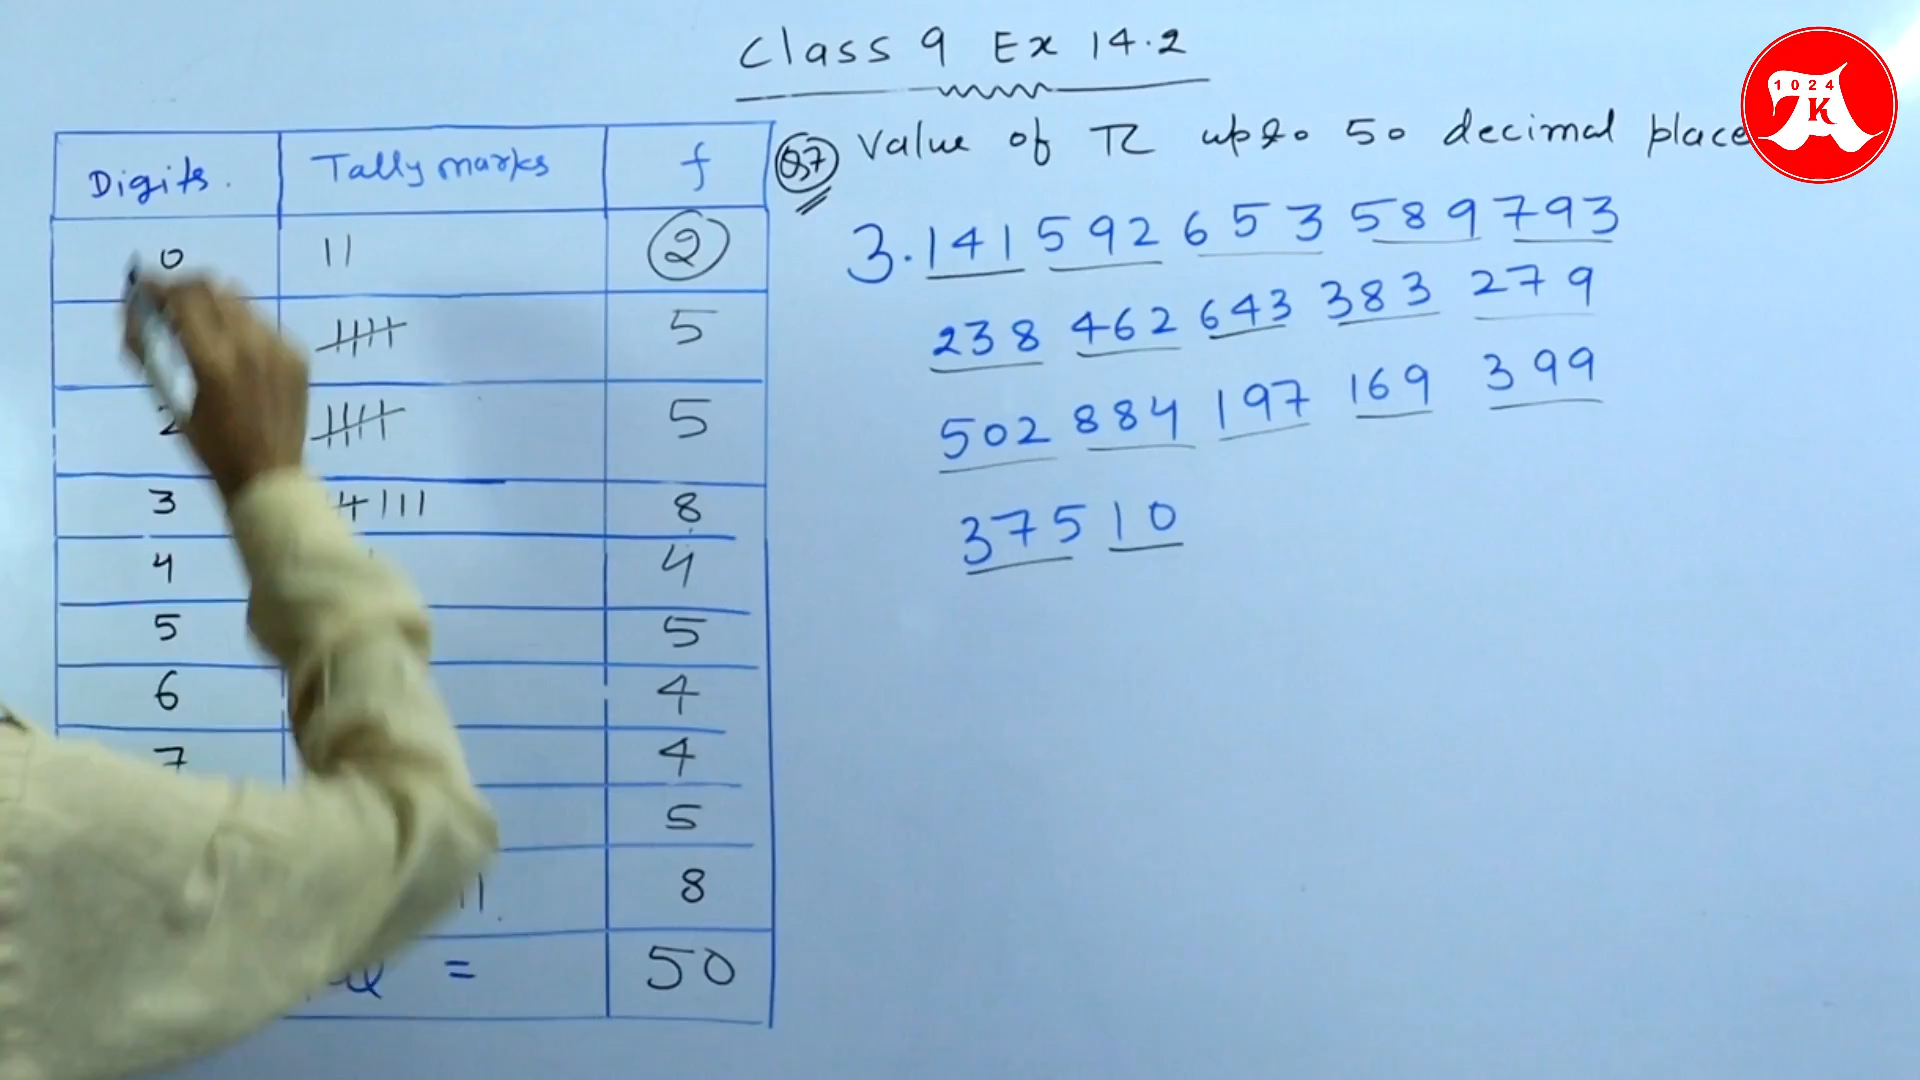 Class 9 Ex 14.2
1024
K
Digits. Tally marks f
0 || 2
5
2 5
3 8
4 4
5 5
6 4
7 4
5
8
= 50
Q37 Value of π upto 50 decimal place
3.141 592 653 589 793
238 462 643 383 279
502 884 197 169 399
375 10